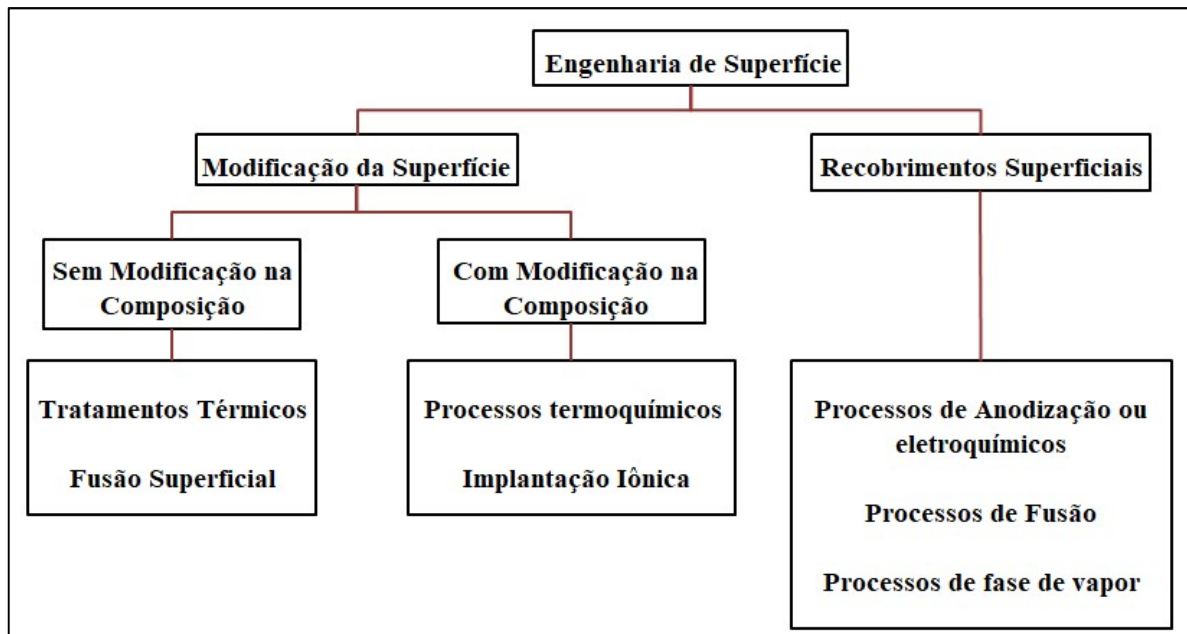 Engenharia de Superfície
Modificação da Superfície
Recobrimentos Superficiais
Sem Modificação na
Composição
Com Modificação na
Composição
Tratamentos Térmicos
Fusão Superficial
Processos termoquímicos
Implantação Iônica
Processos de Anodização ou
eletroquímicos
Processos de Fusão
Processos de fase de vapor